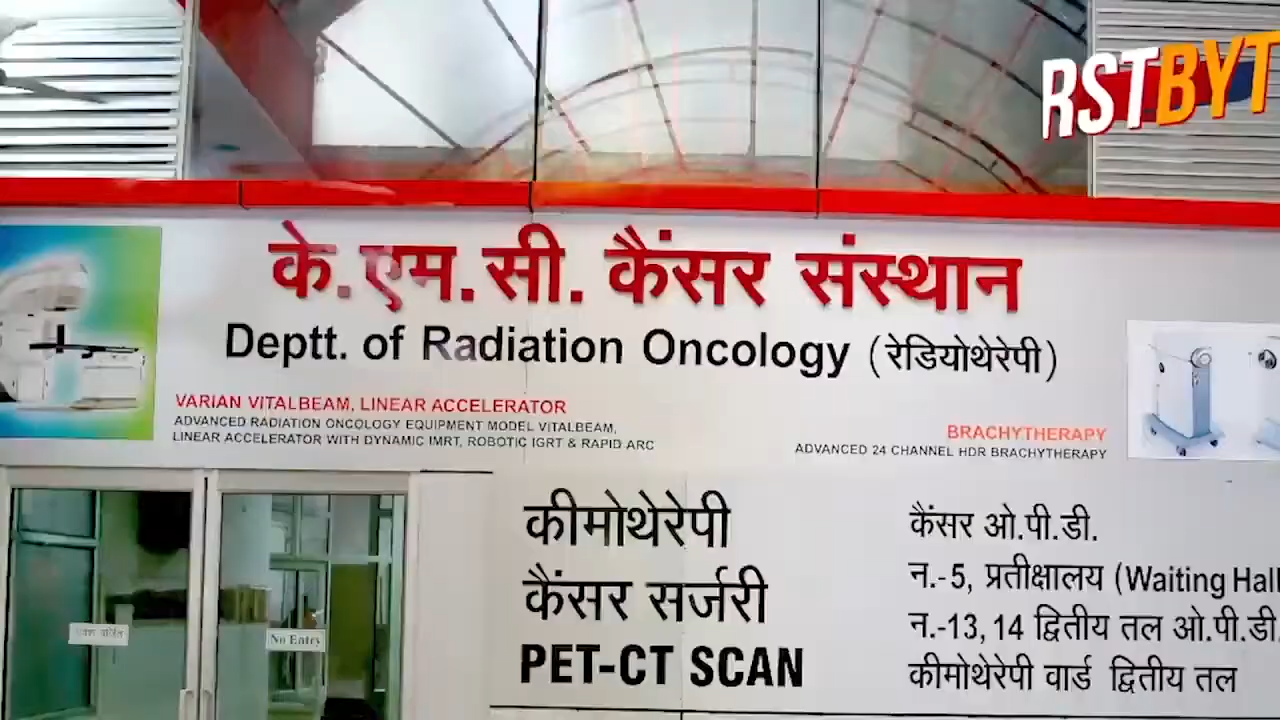 RSTBYT
के.एम.सी. कैंसर संस्थान
Deptt. of Radiation Oncology (रेडियोथेरेपी)
VARIAN VITALBEAM, LINEAR ACCELERATOR
ADVANCED RADIATION ONCOLOGY EQUIPMENT MODEL VITALBEAM,
LINEAR ACCELERATOR WITH DYNAMIC IMRT, ROBOTIC IGRT & RAPID ARC
BRACHYTHERAPY
ADVANCED 24 CHANNEL HDR BRACHYTHERAPY
कीमोथेरेपी
कैंसर सर्जरी
PET-CT SCAN
कैंसर ओ.पी.डी.
न.-5, प्रतीक्षालय (Waiting Hall
न.-13, 14 द्वितीय तल ओ.पी.डी.
कीमोथेरेपी वार्ड द्वितीय तल
No Entry